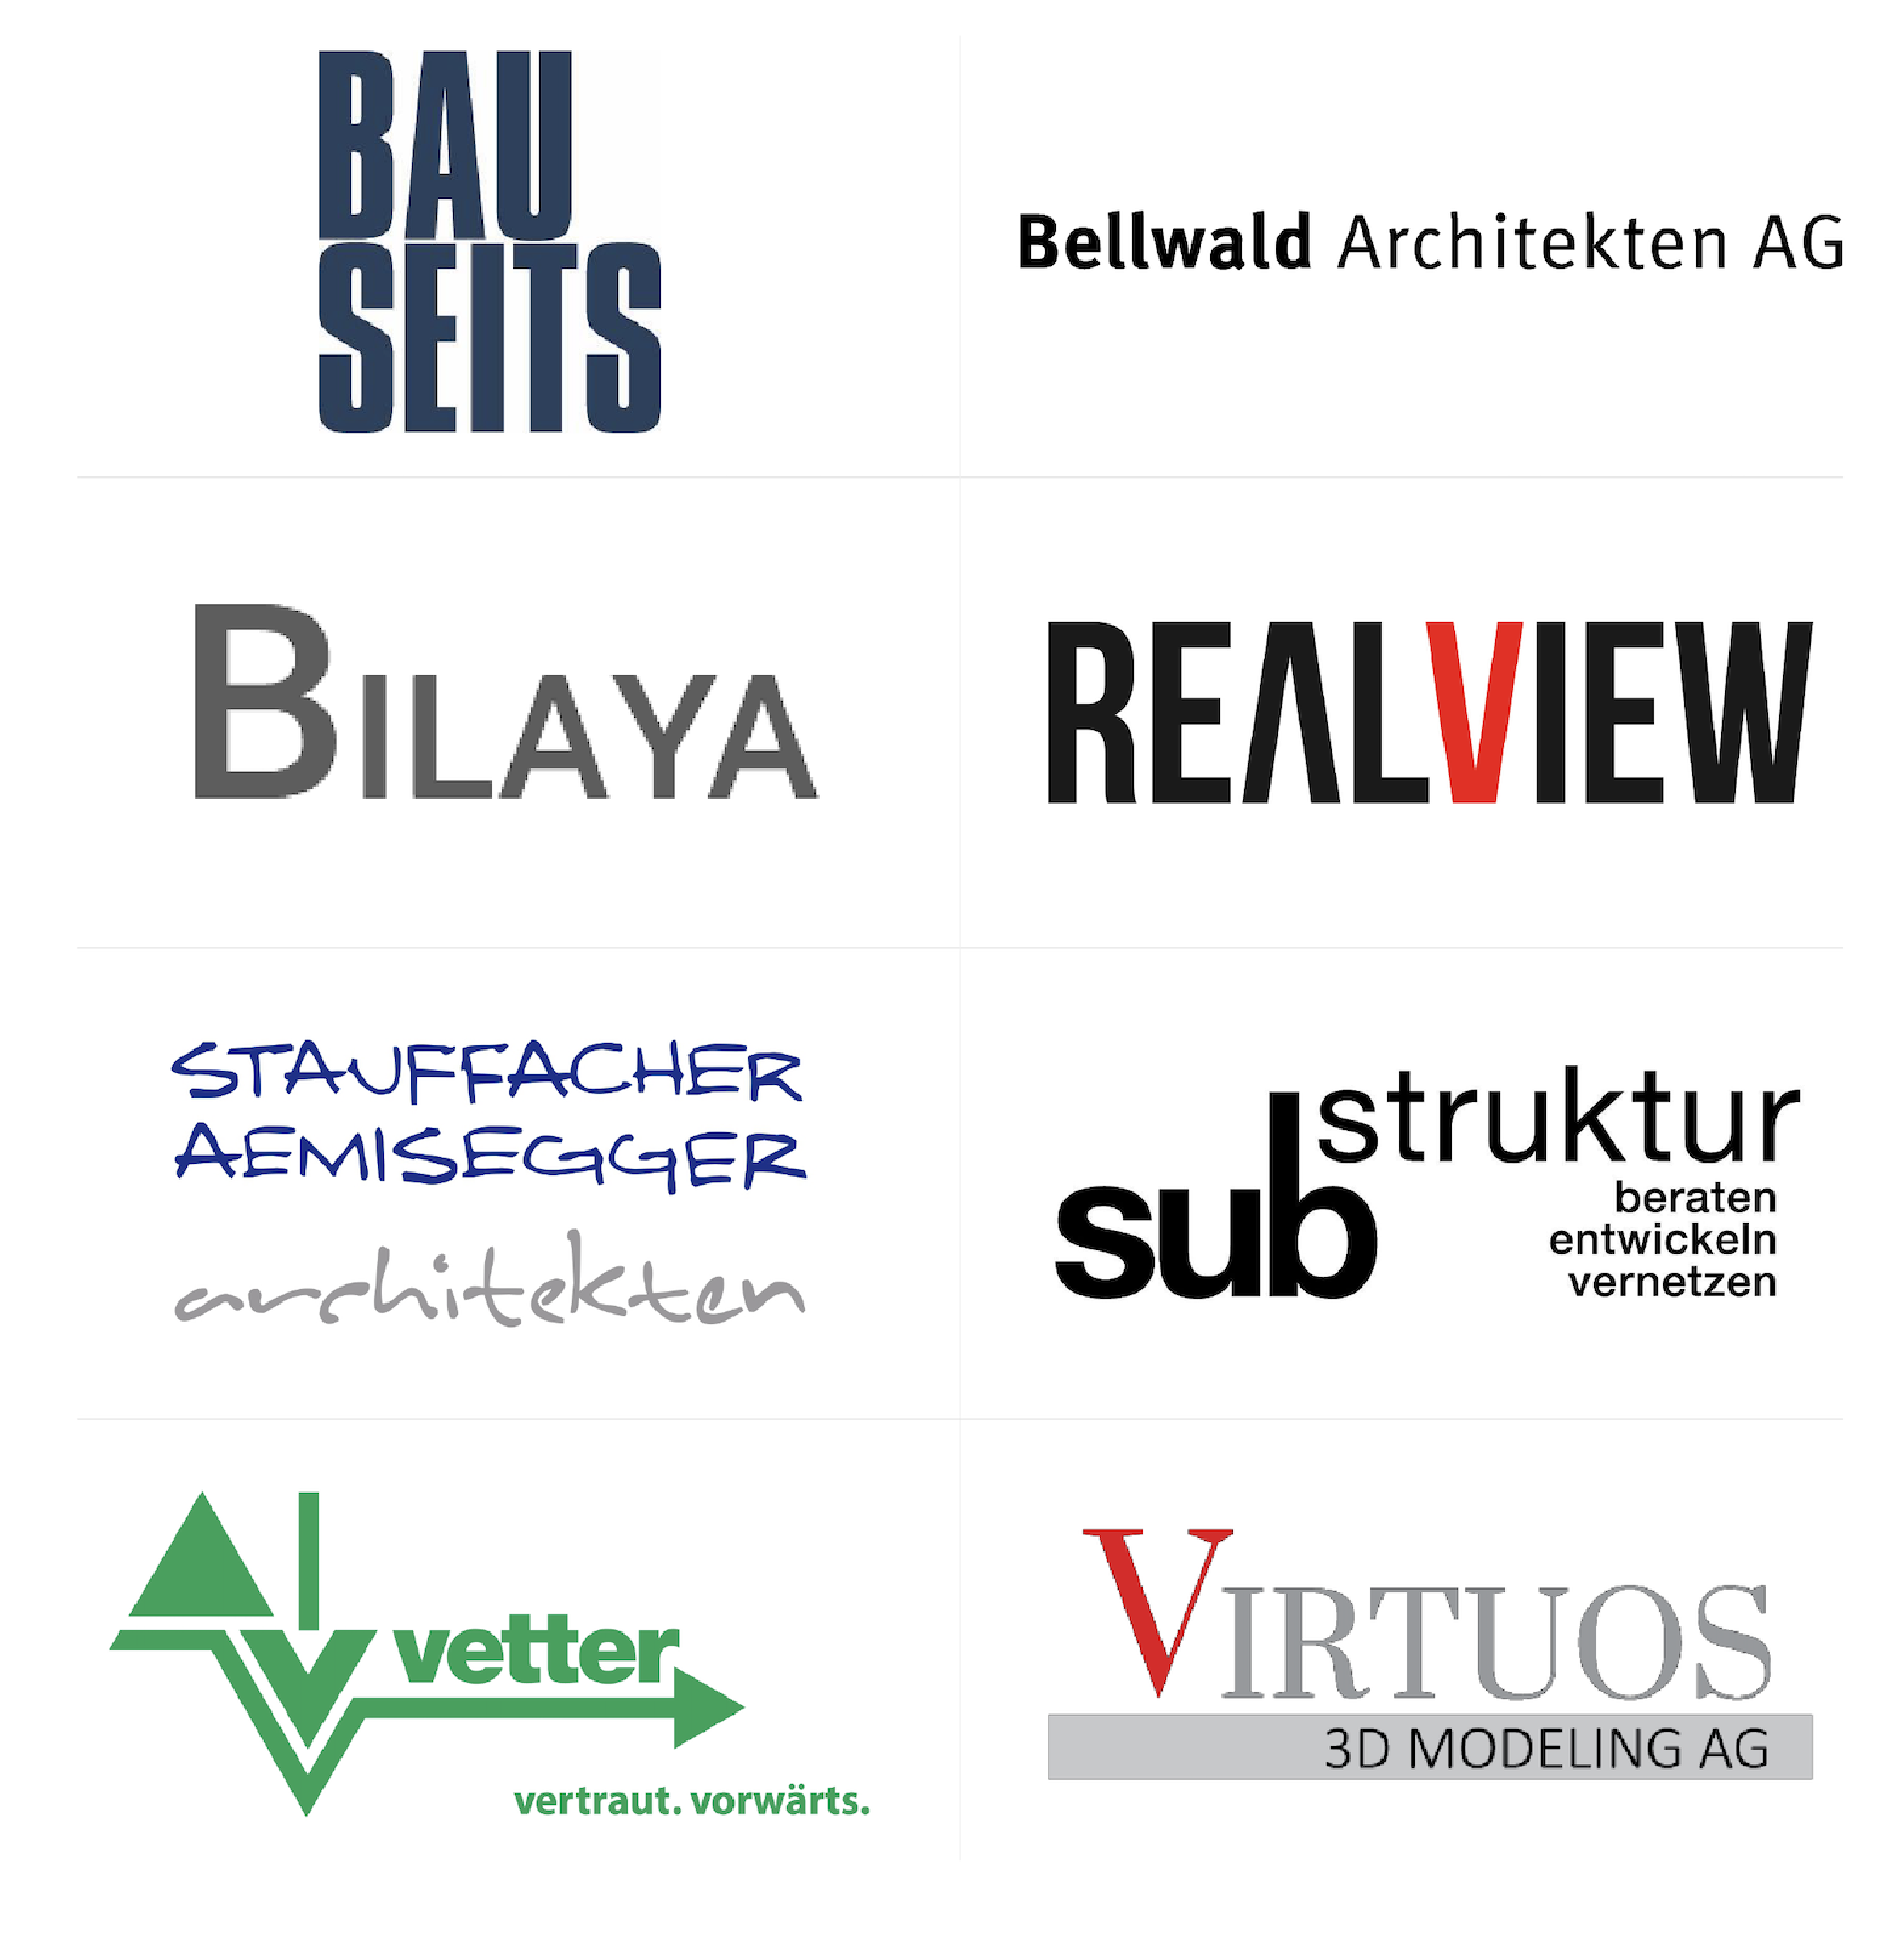 BAU
SEITS
Bellwald Architekten AG
BILAYA
REALVIEW
STAUFFACHER
AEMISEGGER
architekten
struktur
sub
beraten
entwickeln
vernetzen
vetter
vertraut. vorwärts.
VIRTUOS
3D MODELING AG